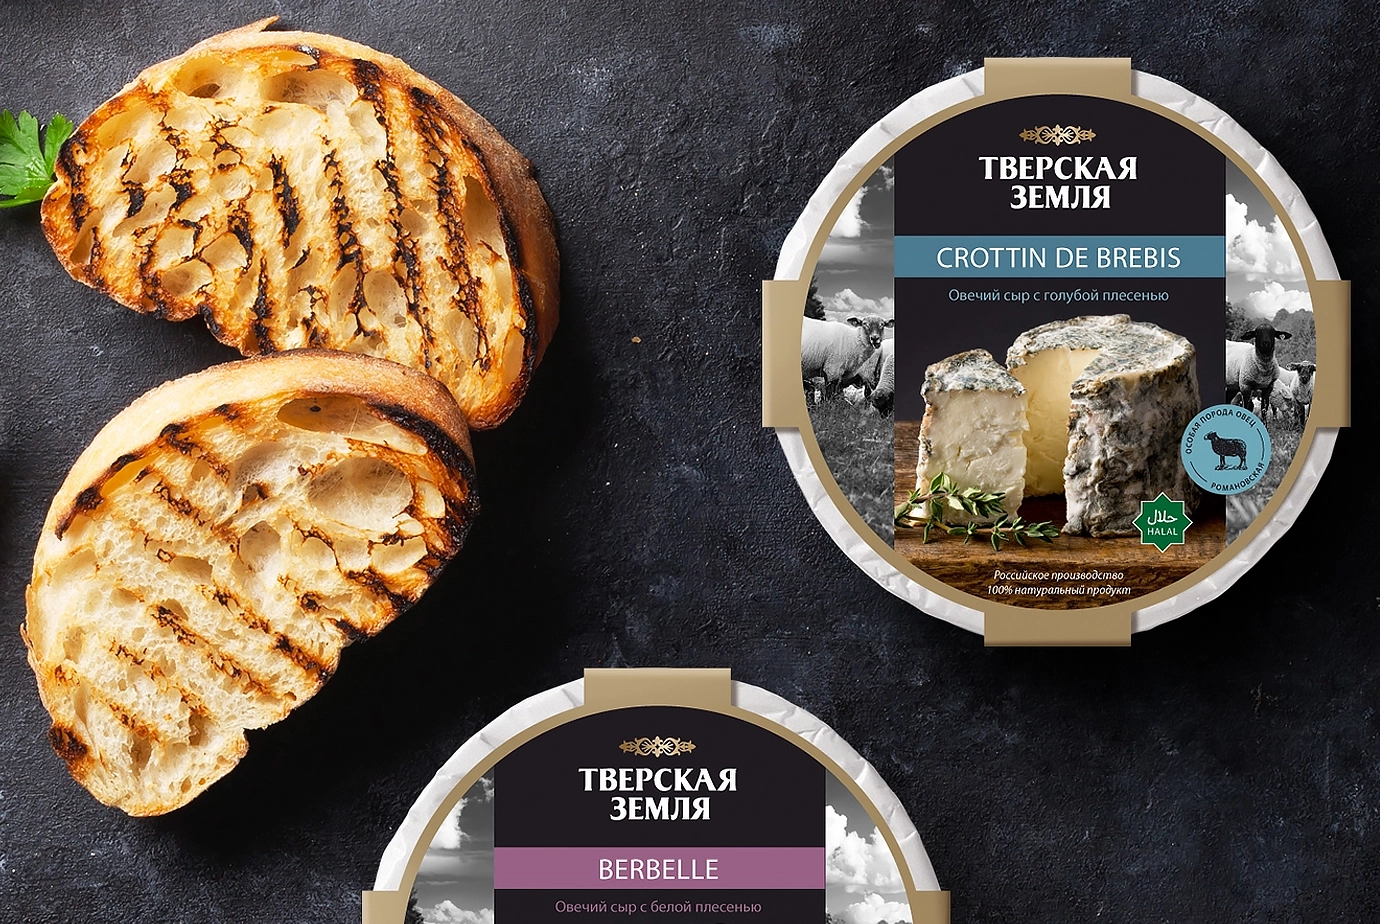 ТВЕРСКАЯ
ЗЕМЛЯ
CROTTIN DE BREBIS
Овечий сыр с голубой плесенью
ОСОБАЯ ПОРОДА ОВЕЦ
РОМАНОВСКАЯ
حلال
HALAL
Российское производство
100% натуральный продукт
ТВЕРСКАЯ
ЗЕМЛЯ
BERBELLE
Овечий сыр с белой плесенью